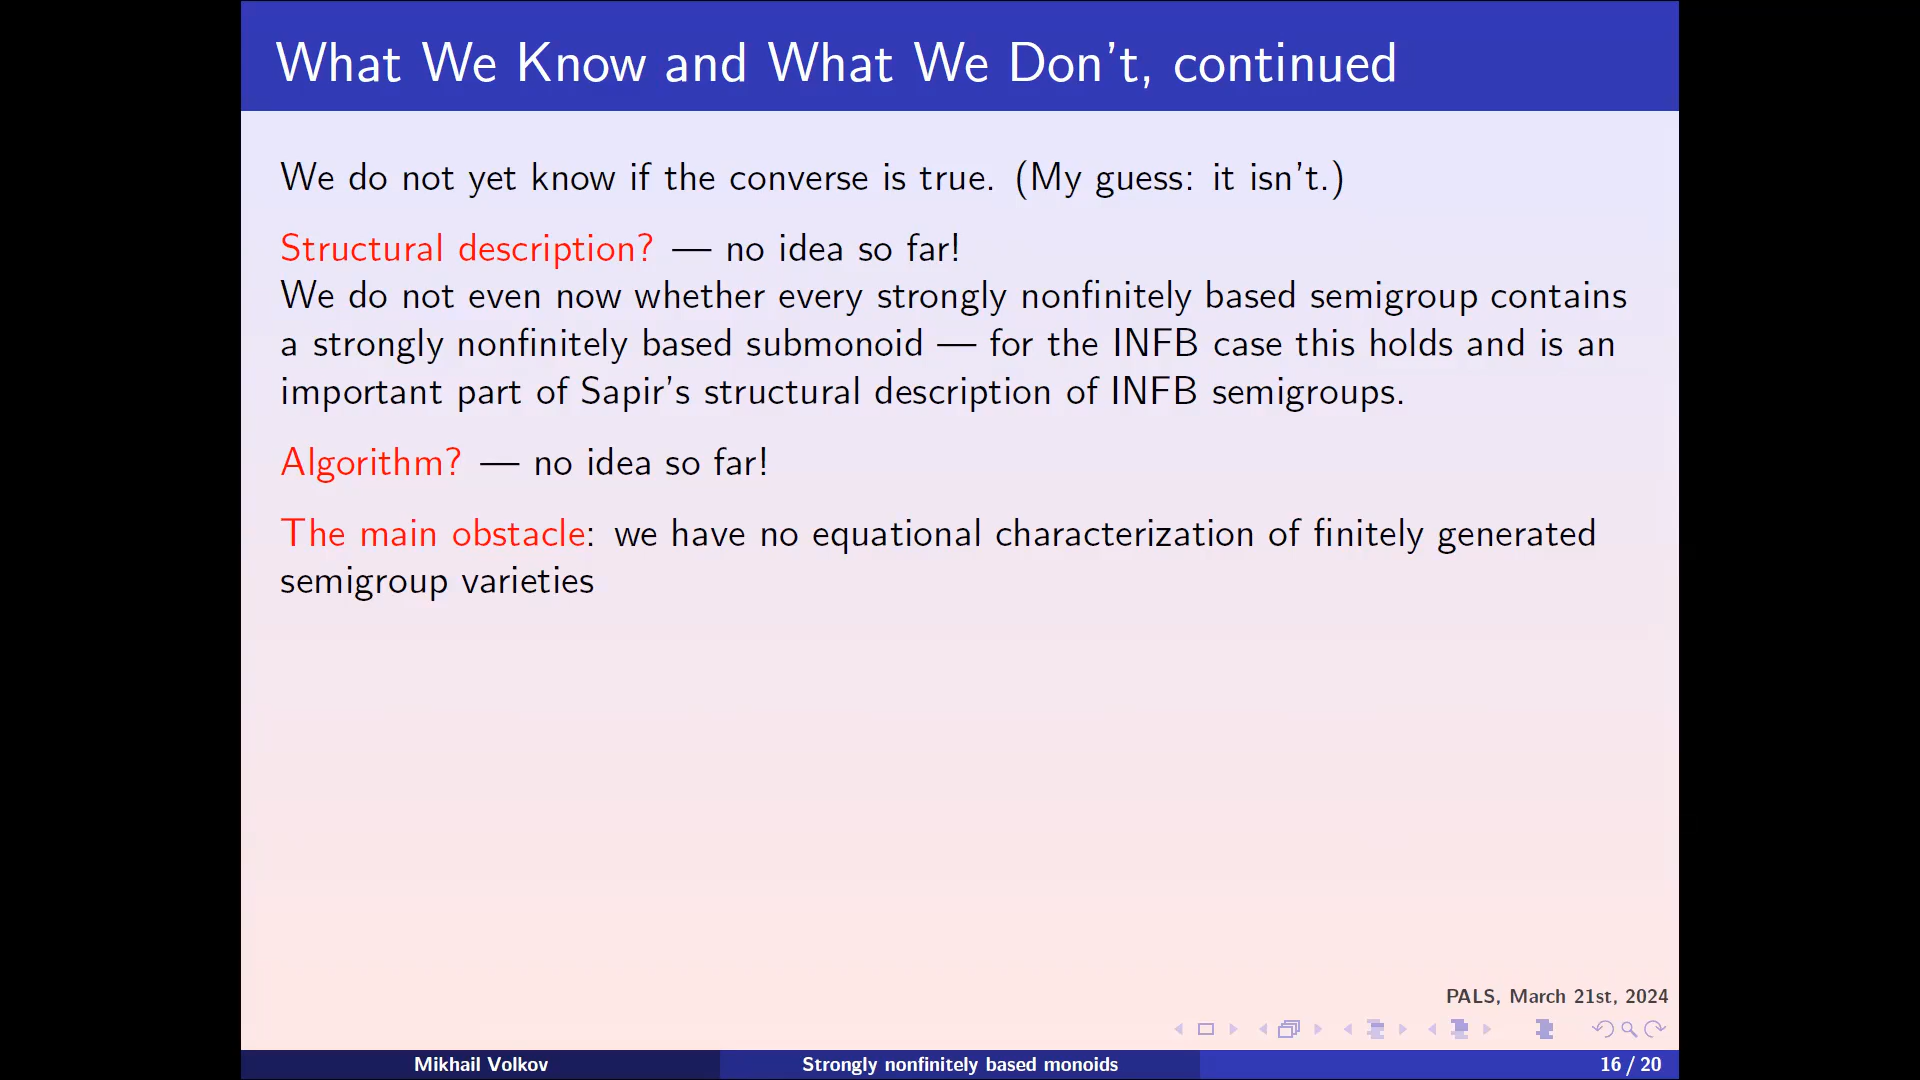 What We Know and What We Don't, continued
We do not yet know if the converse is true. (My guess: it isn't.)
Structural description? — no idea so far!
We do not even now whether every strongly nonfinitely based semigroup contains
a strongly nonfinitely based submonoid — for the INFB case this holds and is an
important part of Sapir's structural description of INFB semigroups.
Algorithm? — no idea so far!
The main obstacle: we have no equational characterization of finitely generated
semigroup varieties
PALS, March 21st, 2024
Mikhail Volkov
Strongly nonfinitely based monoids
16 / 20